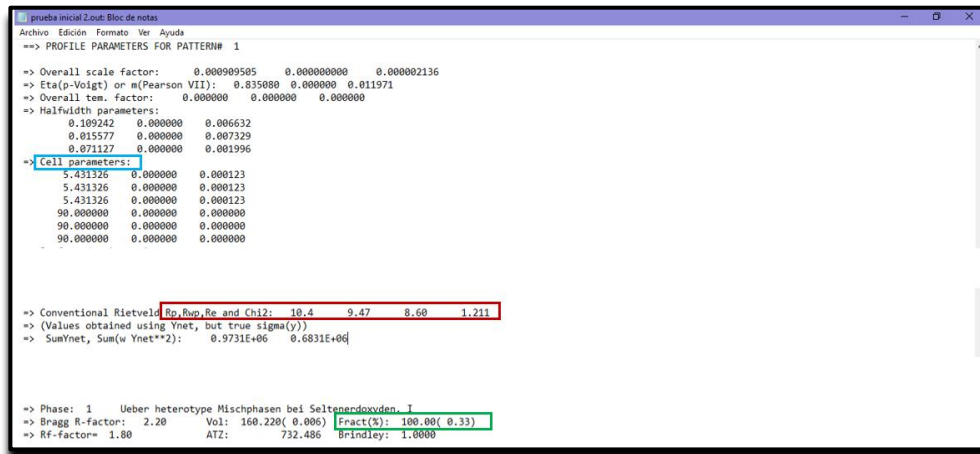 prueba inicial 2.out: Bloc de notas
Archivo Edición Formato Ver Ayuda
==> PROFILE PARAMETERS FOR PATTERN# 1
=> Overall scale factor: 0.000909505 0.000000000 0.000002136
=> Eta(p-Voigt) or m(Pearson VII): 0.835080 0.000000 0.011971
=> Overall tem. factor: 0.000000 0.000000 0.000000
=> Halfwidth parameters:
0.109242 0.000000 0.006632
0.015577 0.000000 0.007329
0.071127 0.000000 0.001996
=> Cell parameters:
5.431326 0.000000 0.000123
5.431326 0.000000 0.000123
5.431326 0.000000 0.000123
90.000000 0.000000 0.000000
90.000000 0.000000 0.000000
90.000000 0.000000 0.000000
=> Conventional Rietveld Rp,Rwp,Re and Chi2: 10.4 9.47 8.60 1.211
=> (Values obtained using Ynet, but true sigma(y))
=> SumYnet, Sum(w Ynet**2): 0.9731E+06 0.6831E+06
=> Phase: 1 Ueber heterotype Mischphasen bei Seltenerdoxyden. I
=> Bragg R-factor: 2.20 Vol: 160.220( 0.006) Fract(%): 100.00( 0.33)
=> Rf-factor= 1.80 ATZ: 732.486 Brindley: 1.0000